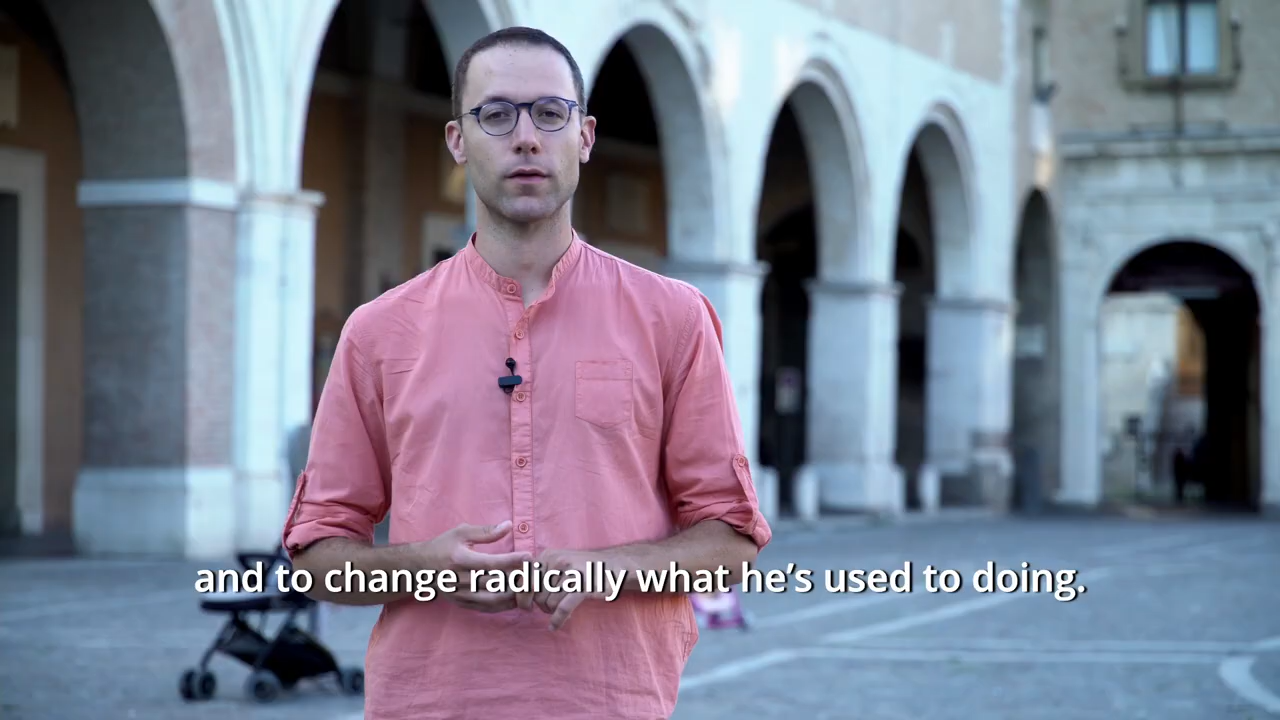 and to change radically what he’s used to doing.